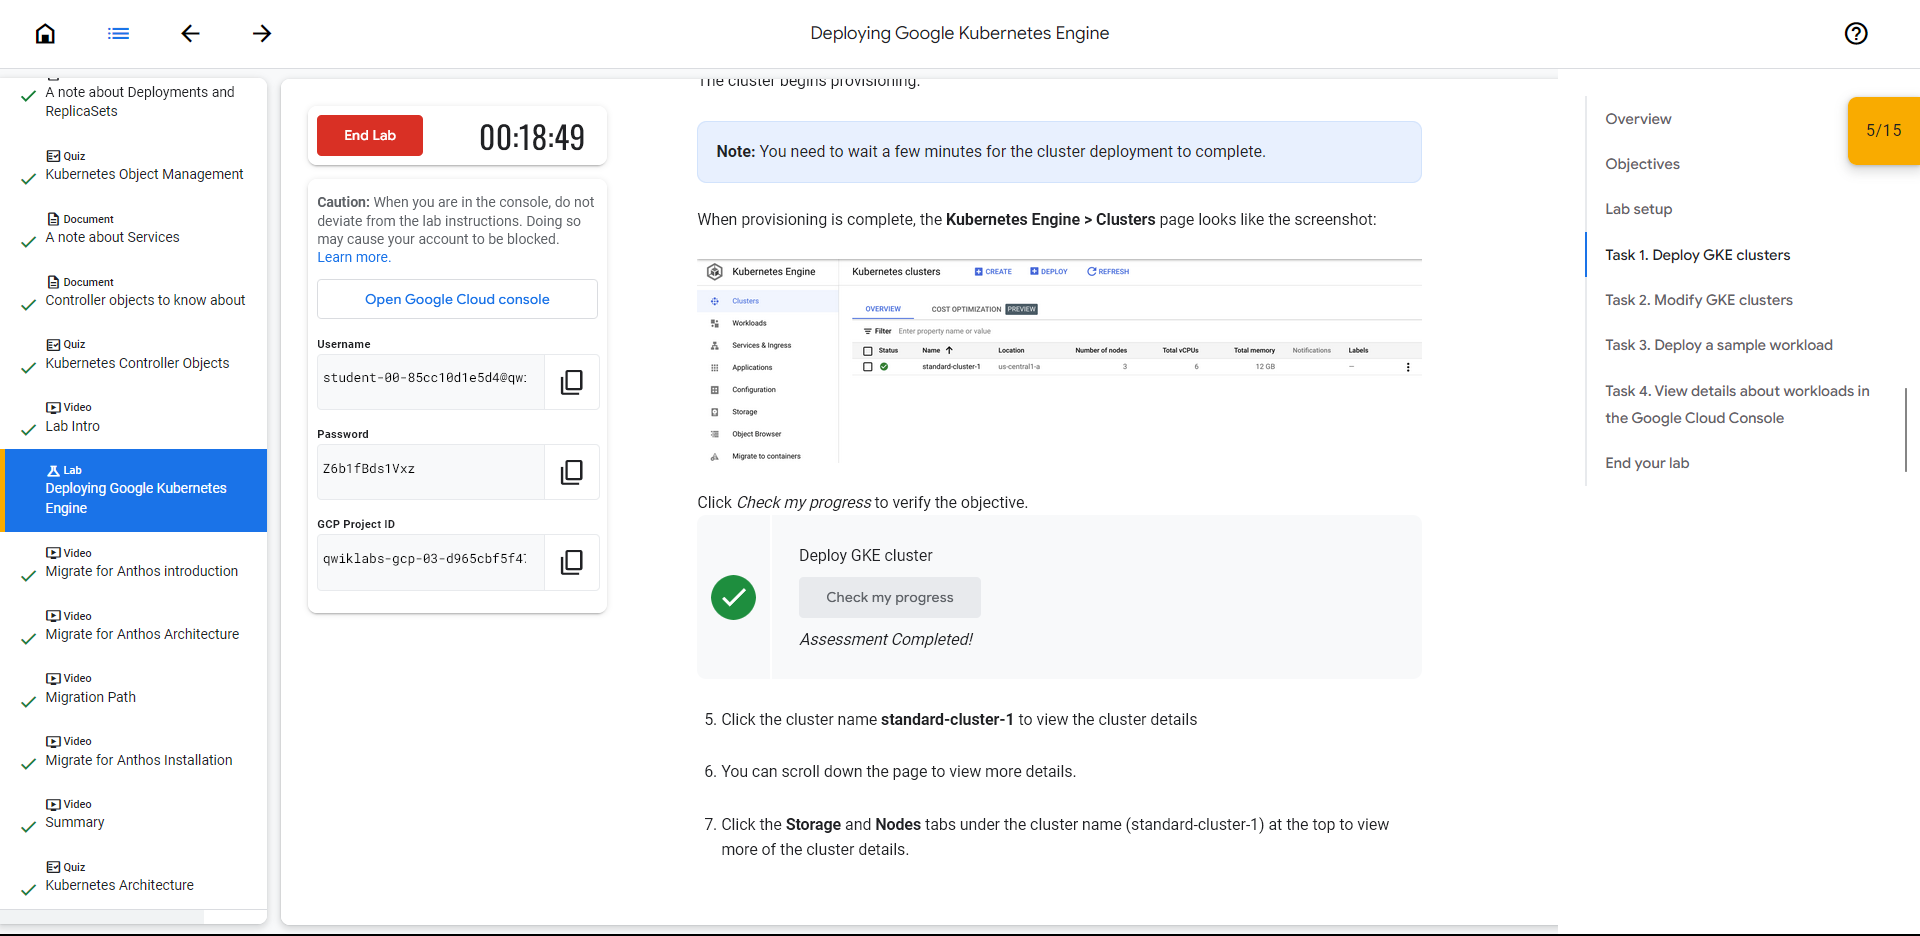 Deploying Google Kubernetes Engine
A note about Deployments and
ReplicaSets
Quiz
Kubernetes Object Management
Document
A note about Services
Document
Controller objects to know about
Quiz
Kubernetes Controller Objects
Video
Lab Intro
Lab
Deploying Google Kubernetes
Engine
Video
Migrate for Anthos introduction
Video
Migrate for Anthos Architecture
Video
Migration Path
Video
Migrate for Anthos Installation
Video
Summary
Quiz
Kubernetes Architecture
End Lab
00:18:49
Caution: When you are in the console, do not
deviate from the lab instructions. Doing so
may cause your account to be blocked.
Learn more.
Open Google Cloud console
Username
student-00-85cc10d1e5d4@qw
Password
Z6b1fBds1Vxz
GCP Project ID
qwiklabs-gcp-03-d965cbf5f4
The cluster begins provisioning.
Note: You need to wait a few minutes for the cluster deployment to complete.
When provisioning is complete, the Kubernetes Engine > Clusters page looks like the screenshot:
Kubernetes Engine
Clusters
Workloads
Services & Ingress
Applications
Configuration
Storage
Object Browser
Migrate to containers
Kubernetes clusters CREATE DEPLOY REFRESH
OVERVIEW COST OPTIMIZATION PREVIEW
Filter Enter property name or value
Status Name Location Number of nodes Total vCPUs Total memory Notifications Labels
standard-cluster-1 us-central1-a 3 6 12 GB —
Click Check my progress to verify the objective.
Deploy GKE cluster
Check my progress
Assessment Completed!
5. Click the cluster name standard-cluster-1 to view the cluster details
6. You can scroll down the page to view more details.
7. Click the Storage and Nodes tabs under the cluster name (standard-cluster-1) at the top to view
more of the cluster details.
Overview
Objectives
Lab setup
Task 1. Deploy GKE clusters
Task 2. Modify GKE clusters
Task 3. Deploy a sample workload
Task 4. View details about workloads in
the Google Cloud Console
End your lab
5/15